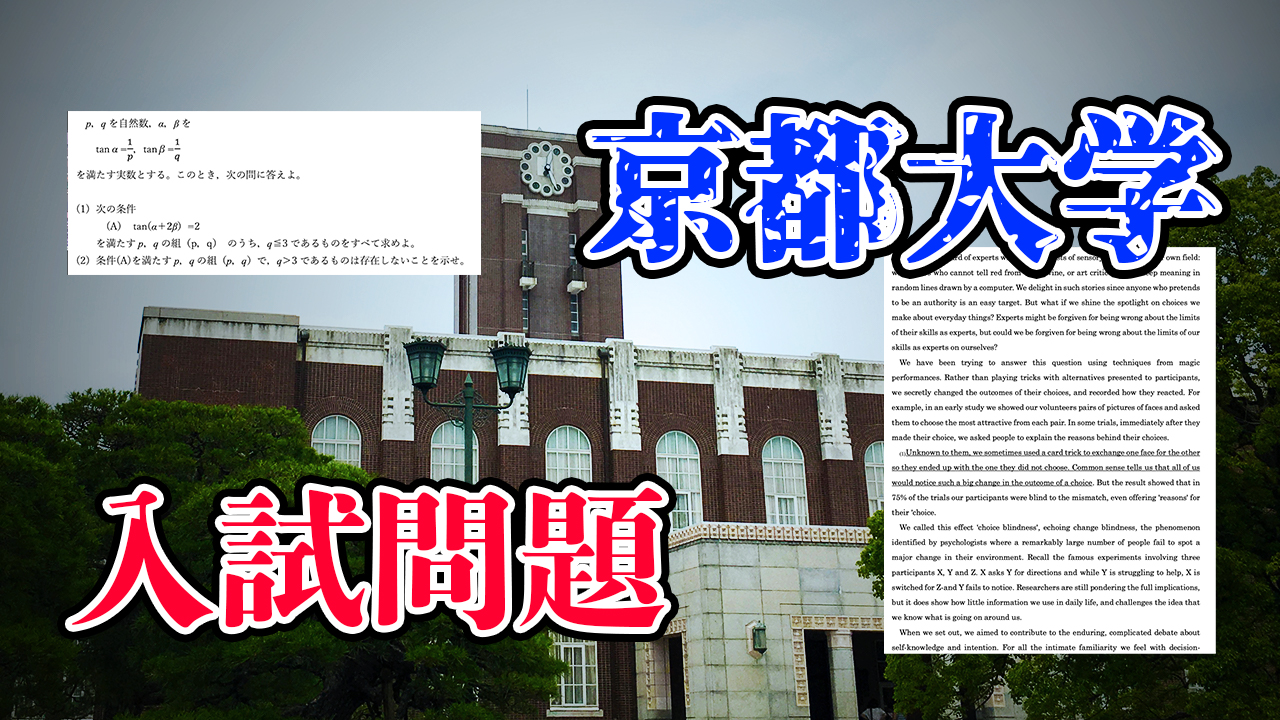 p, q を自然数, α, β を
tan α =1/p, tan β =1/q
を満たす実数とする。このとき, 次の問に答えよ。
(1) 次の条件
(A) tan(α+2β) =2
を満たす p, q の組 (p, q) のうち, q≦3 であるものをすべて求めよ。
(2) 条件(A)を満たす p, q の組 (p, q) で, q>3 であるものは存在しないことを示せ。
京都大学
入試問題
of experts of own field:
who cannot tell red from or art meaning in
random lines drawn by a computer. We delight in such stories since anyone who pretends
to be an authority is an easy target. But what if we shine the spotlight on choices we
make about everyday things? Experts might be forgiven for being wrong about the limits
of their skills as experts, but could we be forgiven for being wrong about the limits of our
skills as experts on ourselves?
We have been trying to answer this question using techniques from magic
performances. Rather than playing tricks with alternatives presented to participants,
we secretly changed the outcomes of their choices, and recorded how they reacted. For
example, in an early study we showed our volunteers pairs of pictures of faces and asked
them to choose the most attractive from each pair. In some trials, immediately after they
made their choice, we asked people to explain the reasons behind their choices.
(1)Unknown to them, we sometimes used a card trick to exchange one face for the other
so they ended up with the one they did not choose. Common sense tells us that all of us
would notice such a big change in the outcome of a choice. But the result showed that in
75% of the trials our participants were blind to the mismatch, even offering 'reasons' for
their 'choice.
We called this effect 'choice blindness', echoing change blindness, the phenomenon
identified by psychologists where a remarkably large number of people fail to spot a
major change in their environment. Recall the famous experiments involving three
participants X, Y and Z. X asks Y for directions and while Y is struggling to help, X is
switched for Z-and Y fails to notice. Researchers are still pondering the full implications,
but it does show how little information we use in daily life, and challenges the idea that
we know what is going on around us.
When we set out, we aimed to contribute to the enduring, complicated debate about
self-knowledge and intention. For all the intimate familiarity we feel with decision-